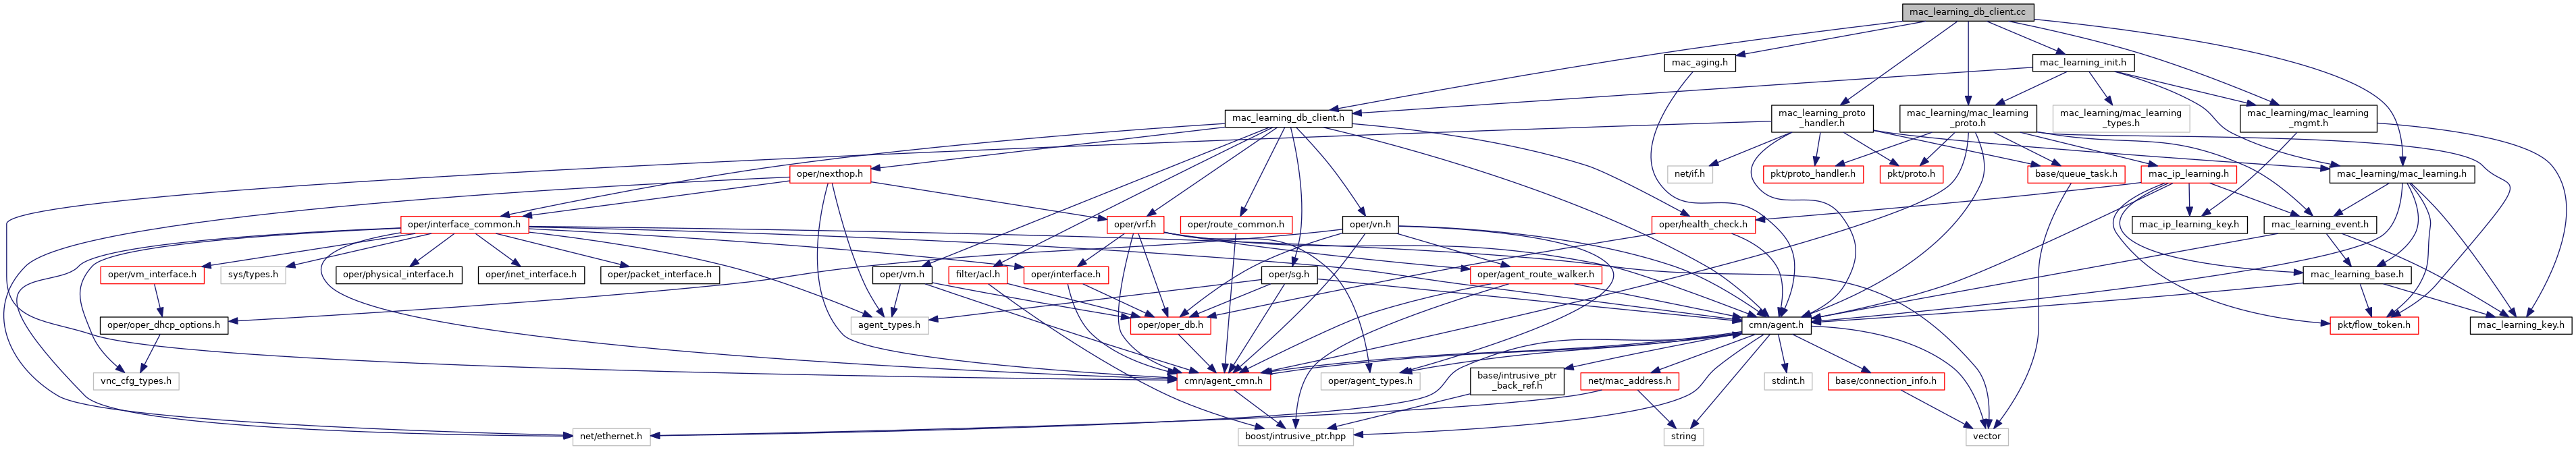 mac_learning_db_client.cc
mac_aging.h
mac_learning_init.h
mac_learning_db_client.h
mac_learning_proto
_handler.h
mac_learning/mac_learning
_proto.h
mac_learning/mac_learning
_types.h
mac_learning/mac_learning
_mgmt.h
oper/nexthop.h
net/if.h
pkt/proto_handler.h
pkt/proto.h
base/queue_task.h
mac_ip_learning.h
mac_learning/mac_learning.h
oper/interface_common.h
oper/vrf.h
oper/route_common.h
oper/vn.h
oper/health_check.h
mac_ip_learning_key.h
mac_learning_event.h
oper/vm_interface.h
sys/types.h
oper/physical_interface.h
oper/inet_interface.h
oper/packet_interface.h
oper/vm.h
filter/acl.h
oper/interface.h
oper/sg.h
oper/agent_route_walker.h
mac_learning_base.h
oper/oper_dhcp_options.h
agent_types.h
oper/oper_db.h
cmn/agent.h
pkt/flow_token.h
mac_learning_key.h
vnc_cfg_types.h
cmn/agent_cmn.h
oper/agent_types.h
base/intrusive_ptr
_back_ref.h
net/mac_address.h
stdint.h
base/connection_info.h
net/ethernet.h
boost/intrusive_ptr.hpp
string
vector